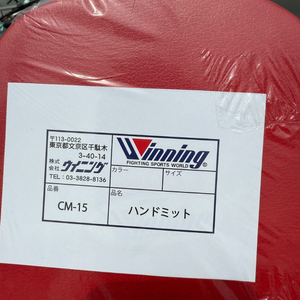 〒113-0022
東京都文京区千駄木
3-40-14
株式会社 ウイニング
TEL：03-3828-8136
Winning
FIGHTING SPORTS WORLD
カラー
サイズ
品番
CM-15
品名
ハンドミット